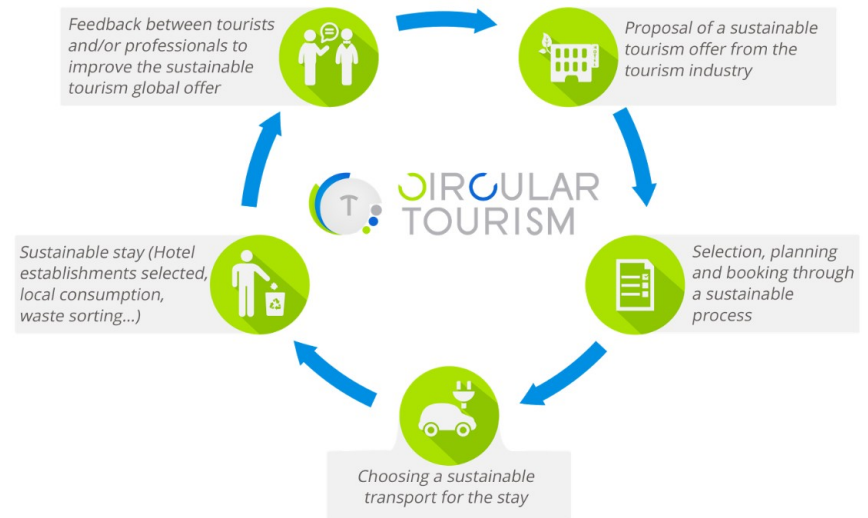 Feedback between tourists
and/or professionals to
improve the sustainable
tourism global offer
Proposal of a sustainable
tourism offer from the
tourism industry
T
CIRCULAR
TOURISM
Sustainable stay (Hotel
establishments selected,
local consumption,
waste sorting...)
Selection, planning
and booking through
a sustainable
process
Choosing a sustainable
transport for the stay